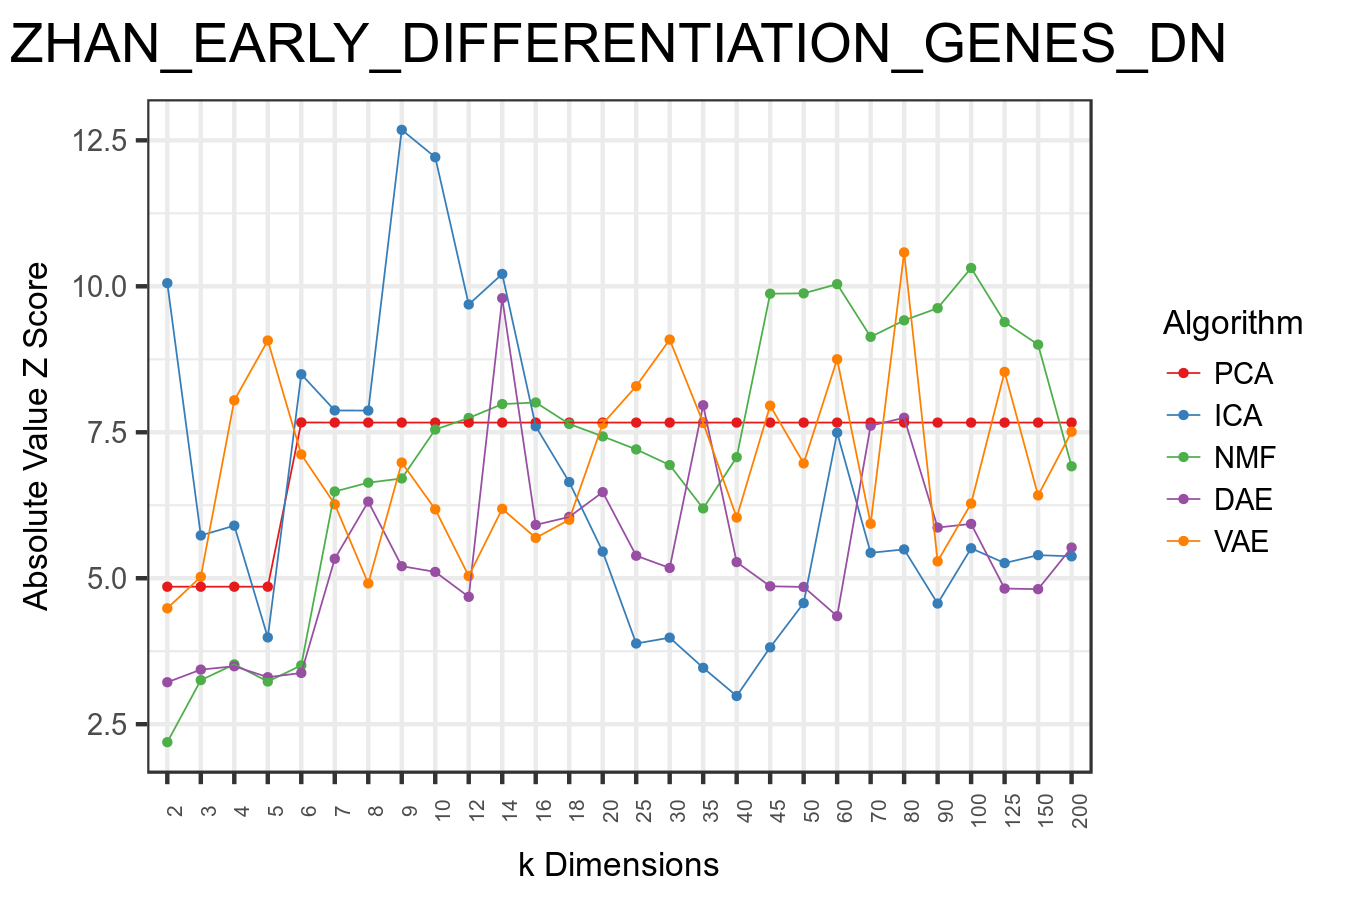 ZHAN_EARLY_DIFFERENTIATION_GENES_DN
Absolute Value Z Score
12.5
10.0
7.5
5.0
2.5
2 3 4 5 6 7 8 9 10 12 14 16 18 20 25 30 35 40 45 50 60 70 80 90 100 125 150 200
k Dimensions
Algorithm
PCA
ICA
NMF
DAE
VAE